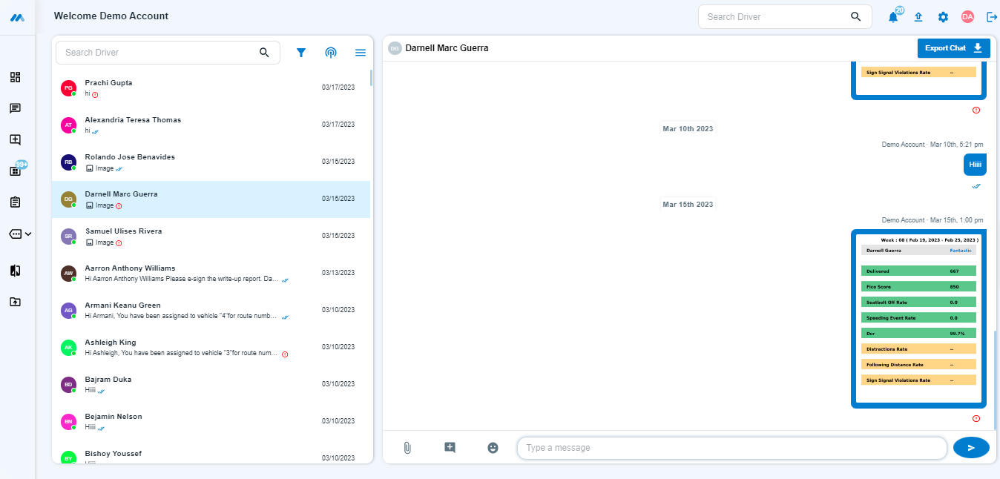 Welcome Demo Account
Search Driver
20
DA
Search Driver
99+
PG
Prachi Gupta
03/17/2023
hi
AT
Alexandria Teresa Thomas
03/17/2023
hi
RB
Rolando Jose Benavides
03/15/2023
Image
DG
Darnell Marc Guerra
03/15/2023
Image
SR
Samuel Ulises Rivera
03/15/2023
Image
AW
Aarron Anthony Williams
03/13/2023
Hi Aarron Anthony Williams Please e-sign the write-up report. Da...
AG
Armani Keanu Green
03/10/2023
Hi Armani, You have been assigned to vehicle "4"for route numb...
AK
Ashleigh King
03/10/2023
Hi Ashleigh, You have been assigned to vehicle "3"for route num...
BD
Bajram Duka
03/10/2023
Hiiii
BN
Bejamin Nelson
03/10/2023
Hiiii
BY
Bishoy Youssef
03/10/2023
Hiiii
DG
Darnell Marc Guerra
Export Chat
Sign Signal Violations Rate --
Mar 10th 2023
Demo Account · Mar 10th, 5:21 pm
Hiiii
Mar 15th 2023
Demo Account · Mar 15th, 1:00 pm
Week : 08 ( Feb 19, 2023 - Feb 25, 2023 )
Darnell Guerra Fantastic
Delivered 667
Fico Score 850
Seatbelt Off Rate 0.0
Speeding Event Rate 0.0
Dcr 99.7%
Distractions Rate --
Following Distance Rate --
Sign Signal Violations Rate --
Type a message